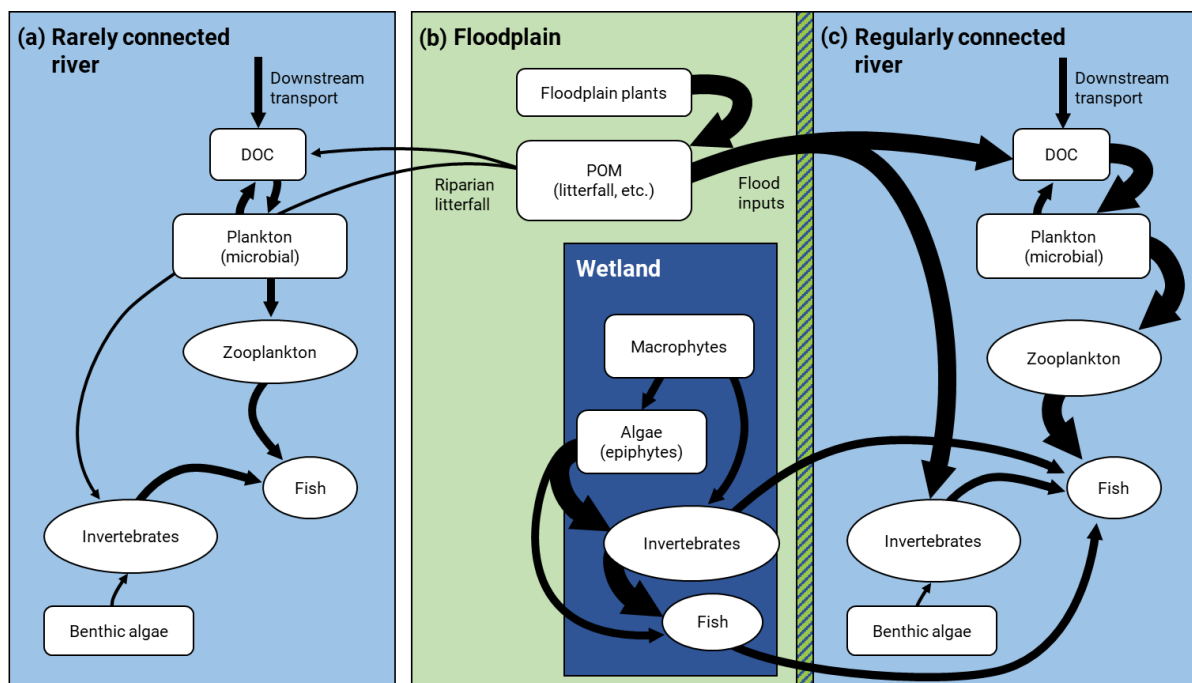 (a) Rarely connected
river
Downstream
transport
DOC
Plankton
(microbial)
Zooplankton
Fish
Invertebrates
Benthic algae
(b) Floodplain
Floodplain plants
POM
(litterfall, etc.)
Riparian
litterfall
Flood
inputs
Wetland
Macrophytes
Algae
(epiphytes)
Invertebrates
Fish
(c) Regularly connected
river
Downstream
transport
DOC
Plankton
(microbial)
Zooplankton
Fish
Invertebrates
Benthic algae